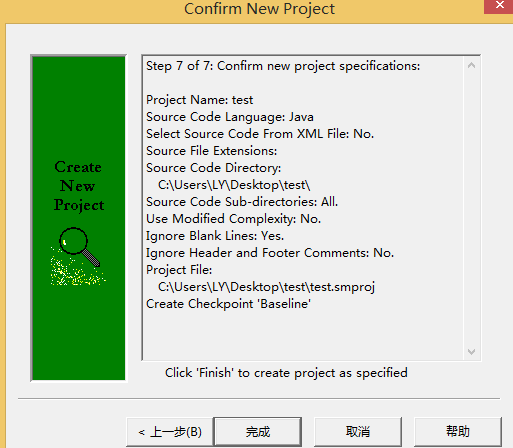 Confirm New Project
Step 7 of 7: Confirm new project specifications:
Project Name: test
Source Code Language: Java
Select Source Code From XML File: No.
Source File Extensions:
Source Code Directory:
C:\Users\LY\Desktop\test\
Source Code Sub-directories: All.
Use Modified Complexity: No.
Ignore Blank Lines: Yes.
Ignore Header and Footer Comments: No.
Project File:
C:\Users\LY\Desktop\test\test.smproj
Create Checkpoint 'Baseline'
Create
New
Project
Click 'Finish' to create project as specified
< 上一步(B)
完成
取消
帮助